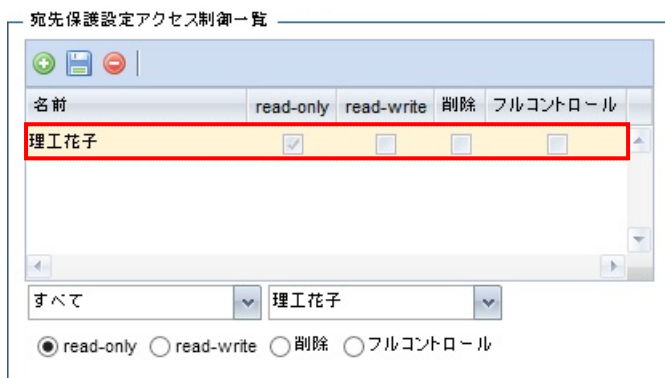 宛先保護設定アクセス制御一覧
名前 read-only read-write 削除 フルコントロール
理工花子
すべて 理工花子
read-only read-write 削除 フルコントロール